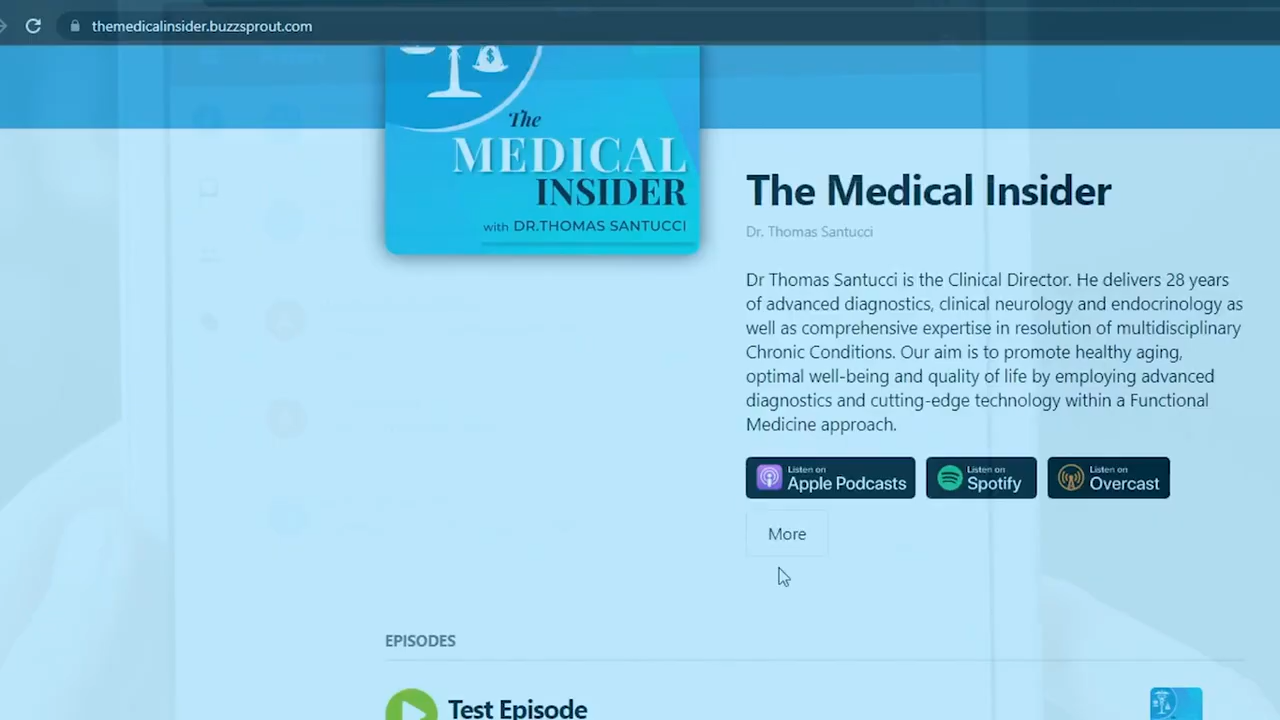 themedicalinsider.buzzsprout.com
$
The
MEDICAL
INSIDER
with DR.THOMAS SANTUCCI
The Medical Insider
Dr. Thomas Santucci
Dr Thomas Santucci is the Clinical Director. He delivers 28 years
of advanced diagnostics, clinical neurology and endocrinology as
well as comprehensive expertise in resolution of multidisciplinary
Chronic Conditions. Our aim is to promote healthy aging,
optimal well-being and quality of life by employing advanced
diagnostics and cutting-edge technology within a Functional
Medicine approach.
Listen on
Apple Podcasts
Listen on
Spotify
Listen on
Overcast
More
EPISODES
Test Episode